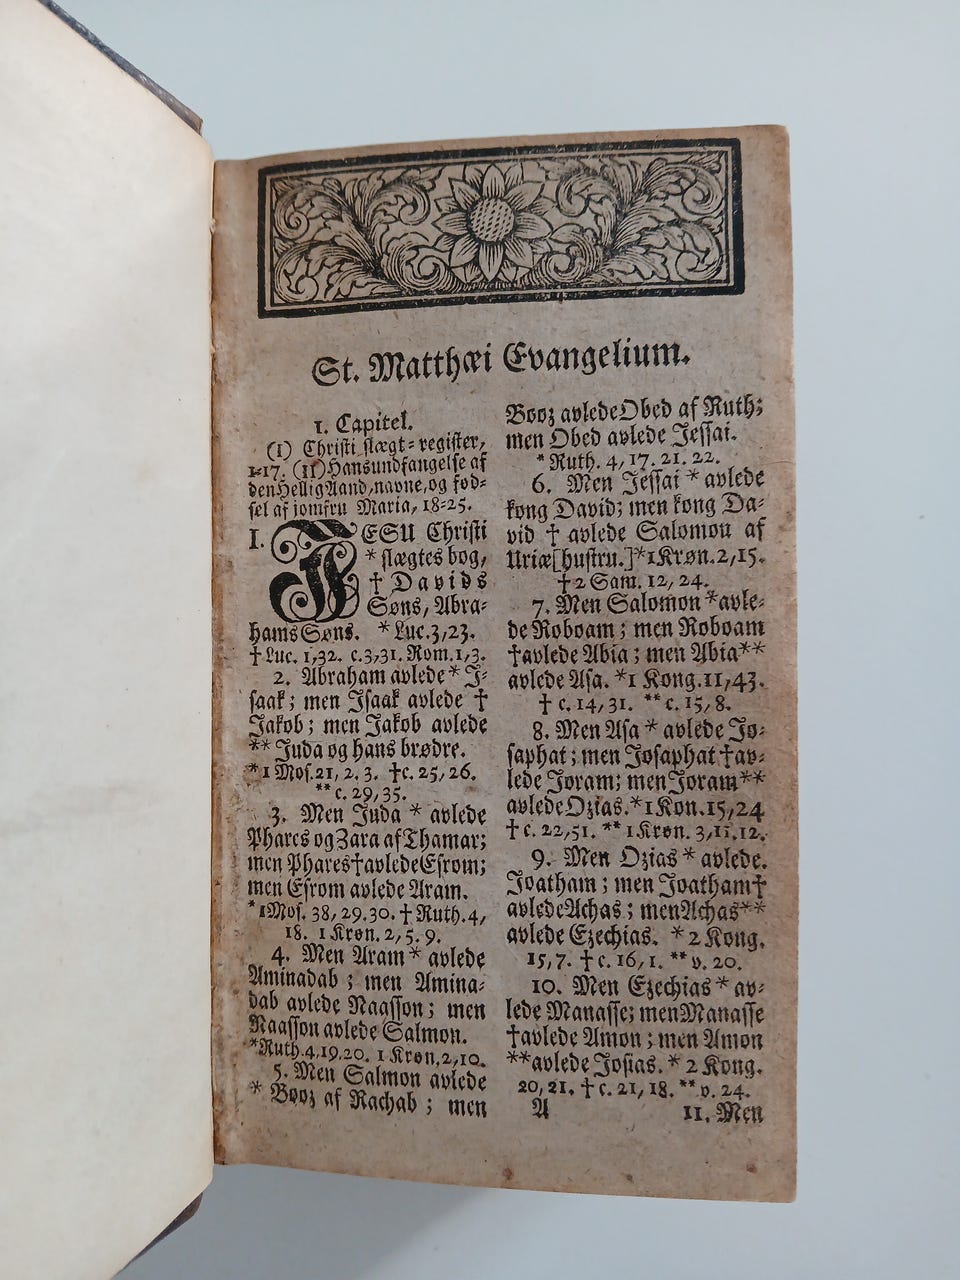 St. Matthæi Evangelium.
1. Capitel.
(I) Christi slægt-register,
1-17. (II) Hans undfangelse af
den Hellig Aand, navne, og fød-
sel af jomfru Maria, 18-25.
I. JESU Christi
* slægtes bog,
† Davids
Søns, Abra-
hams Søns. * Luc. 3, 23.
† Luc. 1, 32. c. 3, 31. Rom. 1, 3.
2. Abraham avlede * I-
saak; men Isaak avlede †
Jakob; men Jakob avlede
** Juda og hans brødre.
* 1 Mos. 21, 2. 3. † c. 25, 26.
** c. 29, 35.
3. Men Juda * avlede
Phares og Zara af Thamar;
men Phares † avlede Esrom;
men Esrom avlede Aram.
* 1 Mos. 38, 29. 30. † Ruth. 4,
18. 1 Krøn. 2, 5. 9.
4. Men Aram * avlede
Aminadab; men Amina-
dab avlede Naasson; men
Naasson avlede Salmon.
* Ruth. 4, 19. 20. 1 Krøn. 2, 10.
5. Men Salmon avlede
* Booz af Rachab; men
Booz avlede Obed af Ruth;
men Obed avlede Jessai.
* Ruth. 4, 17. 21. 22.
6. Men Jessai * avlede
kong David; men kong Da-
vid † avlede Salomon af
Uriæ [hustru.] * 1 Krøn. 2, 15.
† 2 Sam. 12, 24.
7. Men Salomon * avle-
de Roboam; men Roboam
† avlede Abia; men Abia **
avlede Asa. * 1 Kong. 11, 43.
† c. 14, 31. ** c. 15, 8.
8. Men Asa * avlede Jo-
saphat; men Josaphat † av-
lede Joram; men Joram **
avlede Ozias. * 1 Kon. 15, 24
† c. 22, 51. ** 1 Krøn. 3, 11. 12.
9. Men Ozias * avlede.
Joatham; men Joatham †
avlede Achas; men Achas **
avlede Ezechias. * 2 Kong.
15, 7. † c. 16, 1. ** v. 20.
10. Men Ezechias * av-
lede Manasse; men Manasse
† avlede Amon; men Amon
** avlede Josias. * 2 Kong.
20, 21. † c. 21, 18. ** v. 24.
A 11. Men